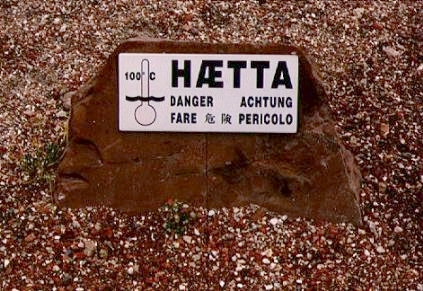 100° C
HÆTTA
DANGER ACHTUNG
FARE 危険 PERICOLO